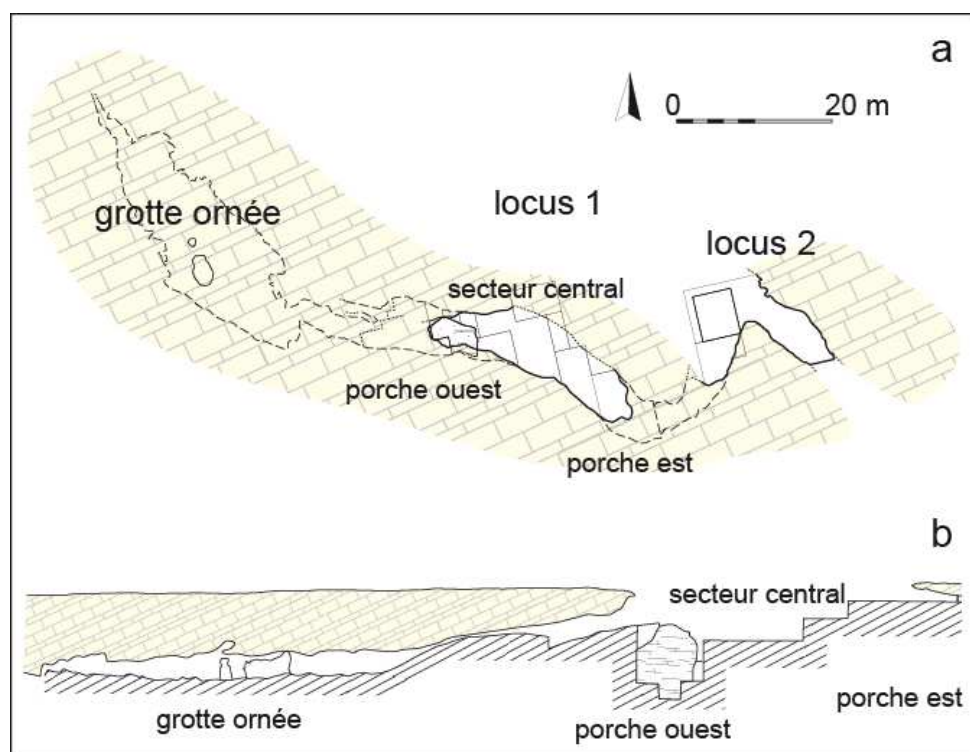 a
0 20 m
grotte ornée
locus 1
locus 2
secteur central
porche ouest
porche est
b
secteur central
grotte ornée
porche ouest
porche est